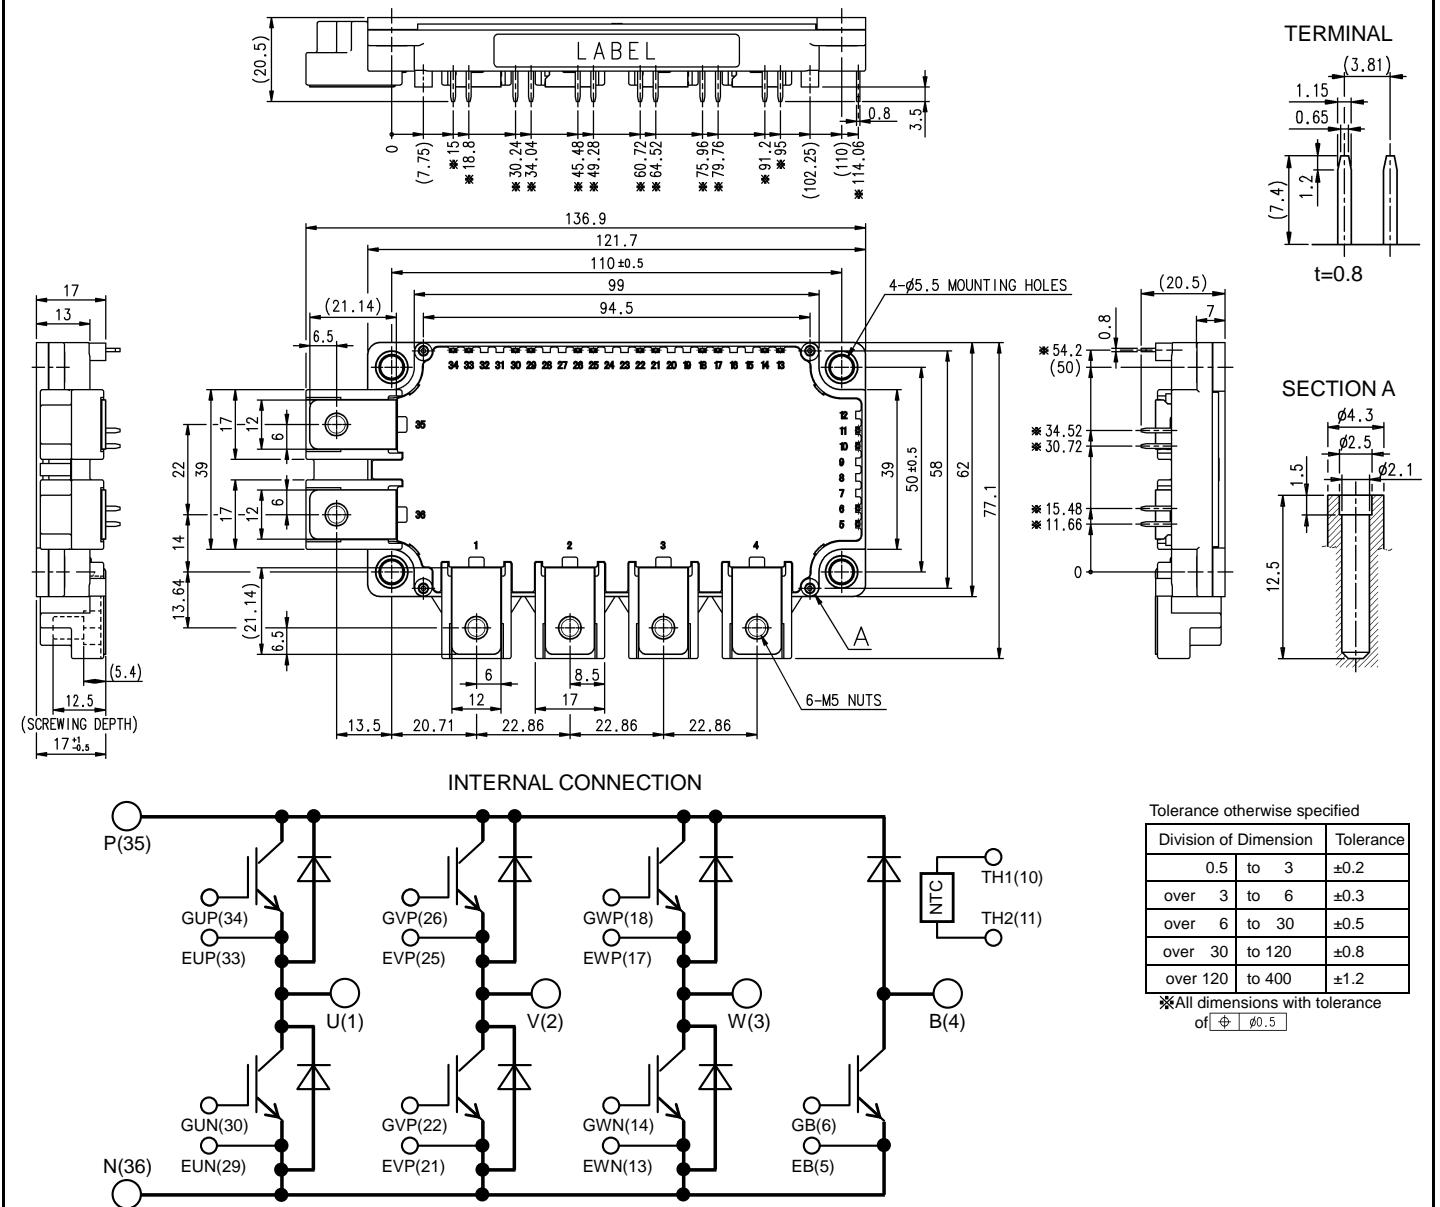 LABEL
(20.5)
3.5
0.8
0
(7.75)
※15
※18.8
※30.24
※34.04
※45.48
※49.28
※60.72
※64.52
※75.96
※79.76
※91.2
※95
(102.25)
(110)
※114.06
TERMINAL
(3.81)
1.15
0.65
1.2
(7.4)
t=0.8
136.9
121.7
110±0.5
99
94.5
(21.14)
6.5
4-ø5.5 MOUNTING HOLES
34 33 32 31 30 29 28 27 26 25 24 23 22 21 20 19 18 17 16 15 14 13
12
11
10
9
8
7
6
5
35
36
1 2 3 4
17
12
6
17
12
6
22
39
14
13.64
(21.14)
6.5
39
50±0.5
58
62
77.1
A
6-M5 NUTS
6
12
8.5
17
13.5
20.71
22.86
22.86
22.86
17
13
(5.4)
12.5
(SCREWING DEPTH)
17 +1 -0.5
(20.5)
7
0.8
※54.2
(50)
※34.52
※30.72
※15.48
※11.66
0
SECTION A
ø4.3
ø2.5
ø2.1
1.5
12.5
INTERNAL CONNECTION
P(35)
GUP(34)
EUP(33)
GVP(26)
EVP(25)
GWP(18)
EWP(17)
NTC
TH1(10)
TH2(11)
U(1)
V(2)
W(3)
B(4)
GUN(30)
EUN(29)
GVP(22)
EVP(21)
GWN(14)
EWN(13)
GB(6)
EB(5)
N(36)
Tolerance otherwise specified
Division of Dimension Tolerance
0.5 to 3 ±0.2
over 3 to 6 ±0.3
over 6 to 30 ±0.5
over 30 to 120 ±0.8
over 120 to 400 ±1.2
※All dimensions with tolerance
of ⌖ ø0.5